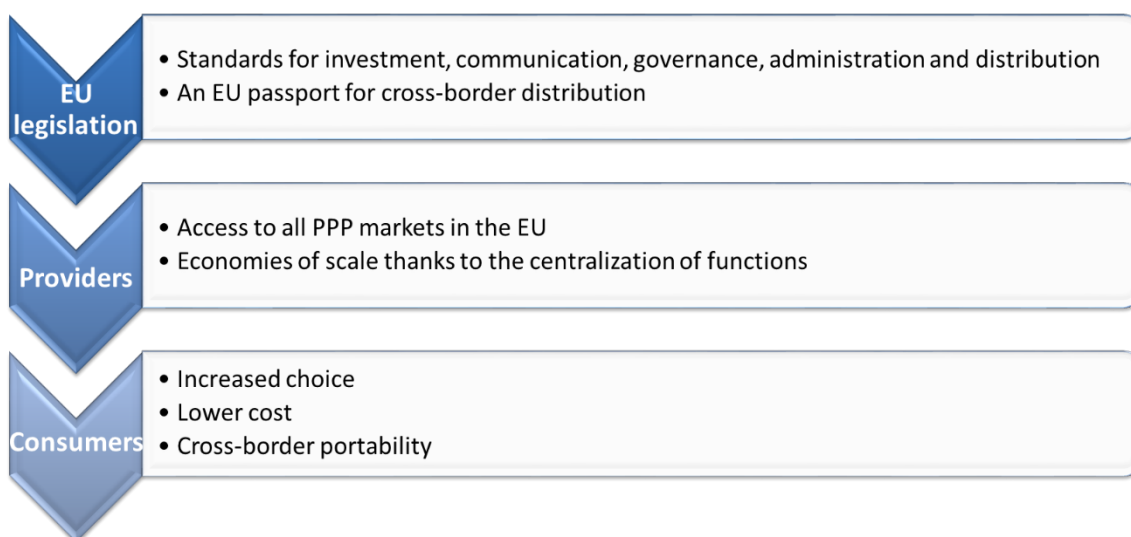 EU
legislation
• Standards for investment, communication, governance, administration and distribution
• An EU passport for cross-border distribution
Providers
• Access to all PPP markets in the EU
• Economies of scale thanks to the centralization of functions
Consumers
• Increased choice
• Lower cost
• Cross-border portability